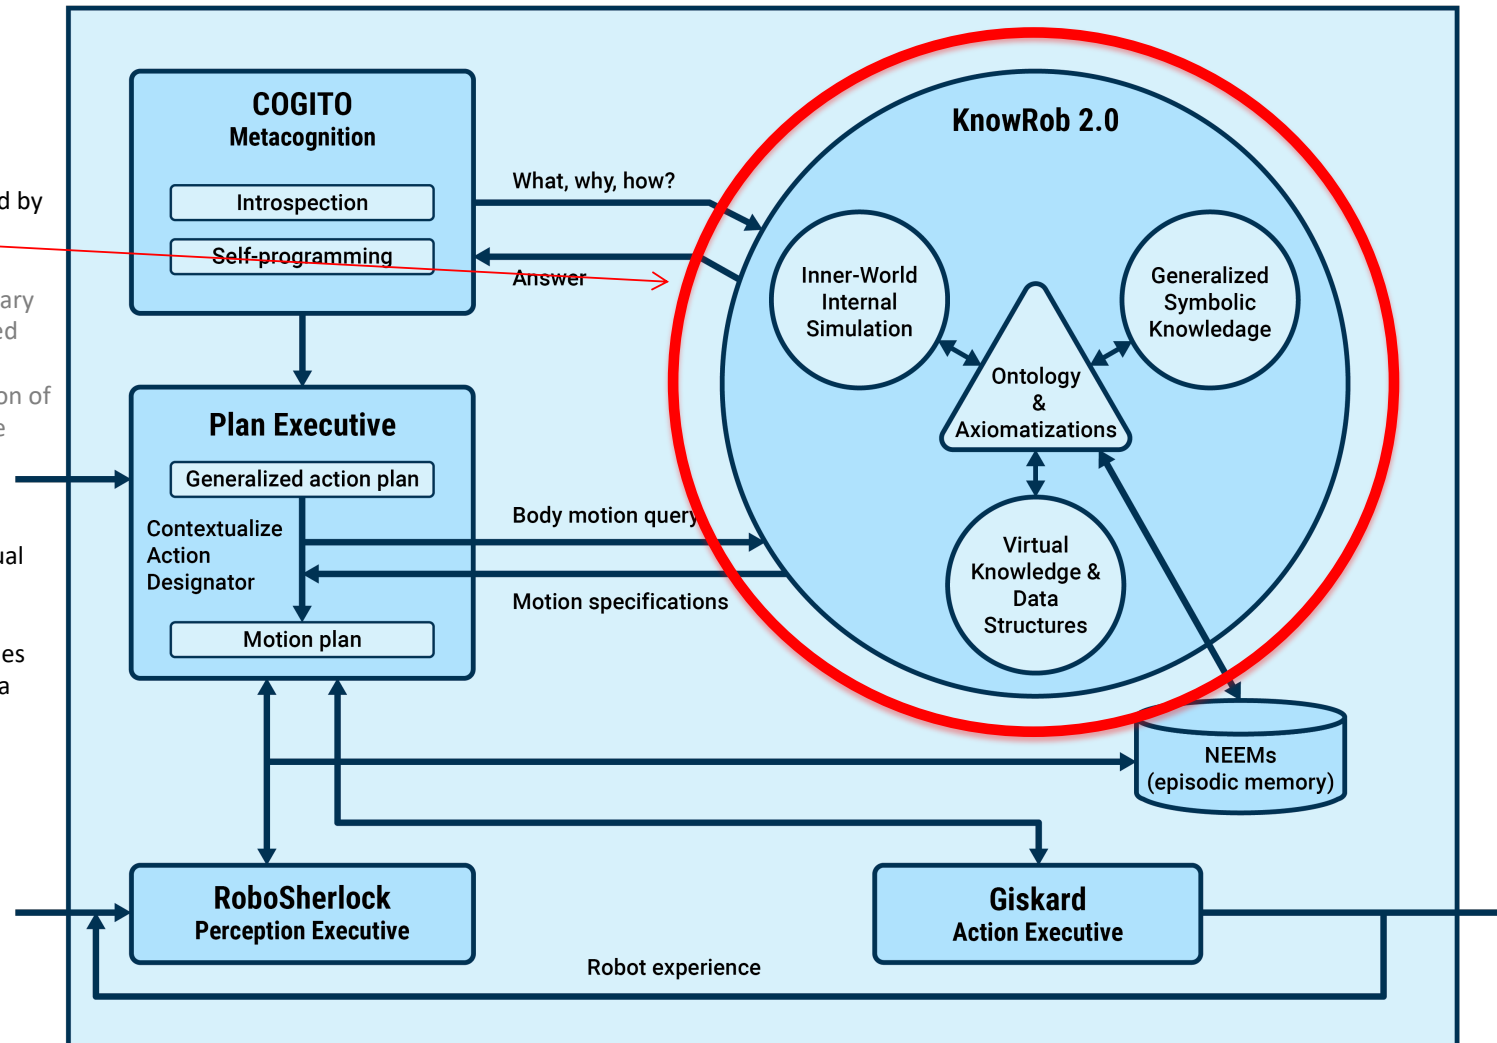 d by
ary
ed
on of
e
ual
es
a
COGITO
Metacognition
Introspection
Self-programming
What, why, how?
Answer
KnowRob 2.0
Inner-World
Internal
Simulation
Generalized
Symbolic
Knowledage
Ontology
&
Axiomatizations
Virtual
Knowledge &
Data
Structures
Plan Executive
Generalized action plan
Contextualize
Action
Designator
Motion plan
Body motion query
Motion specifications
NEEMs
(episodic memory)
RoboSherlock
Perception Executive
Giskard
Action Executive
Robot experience